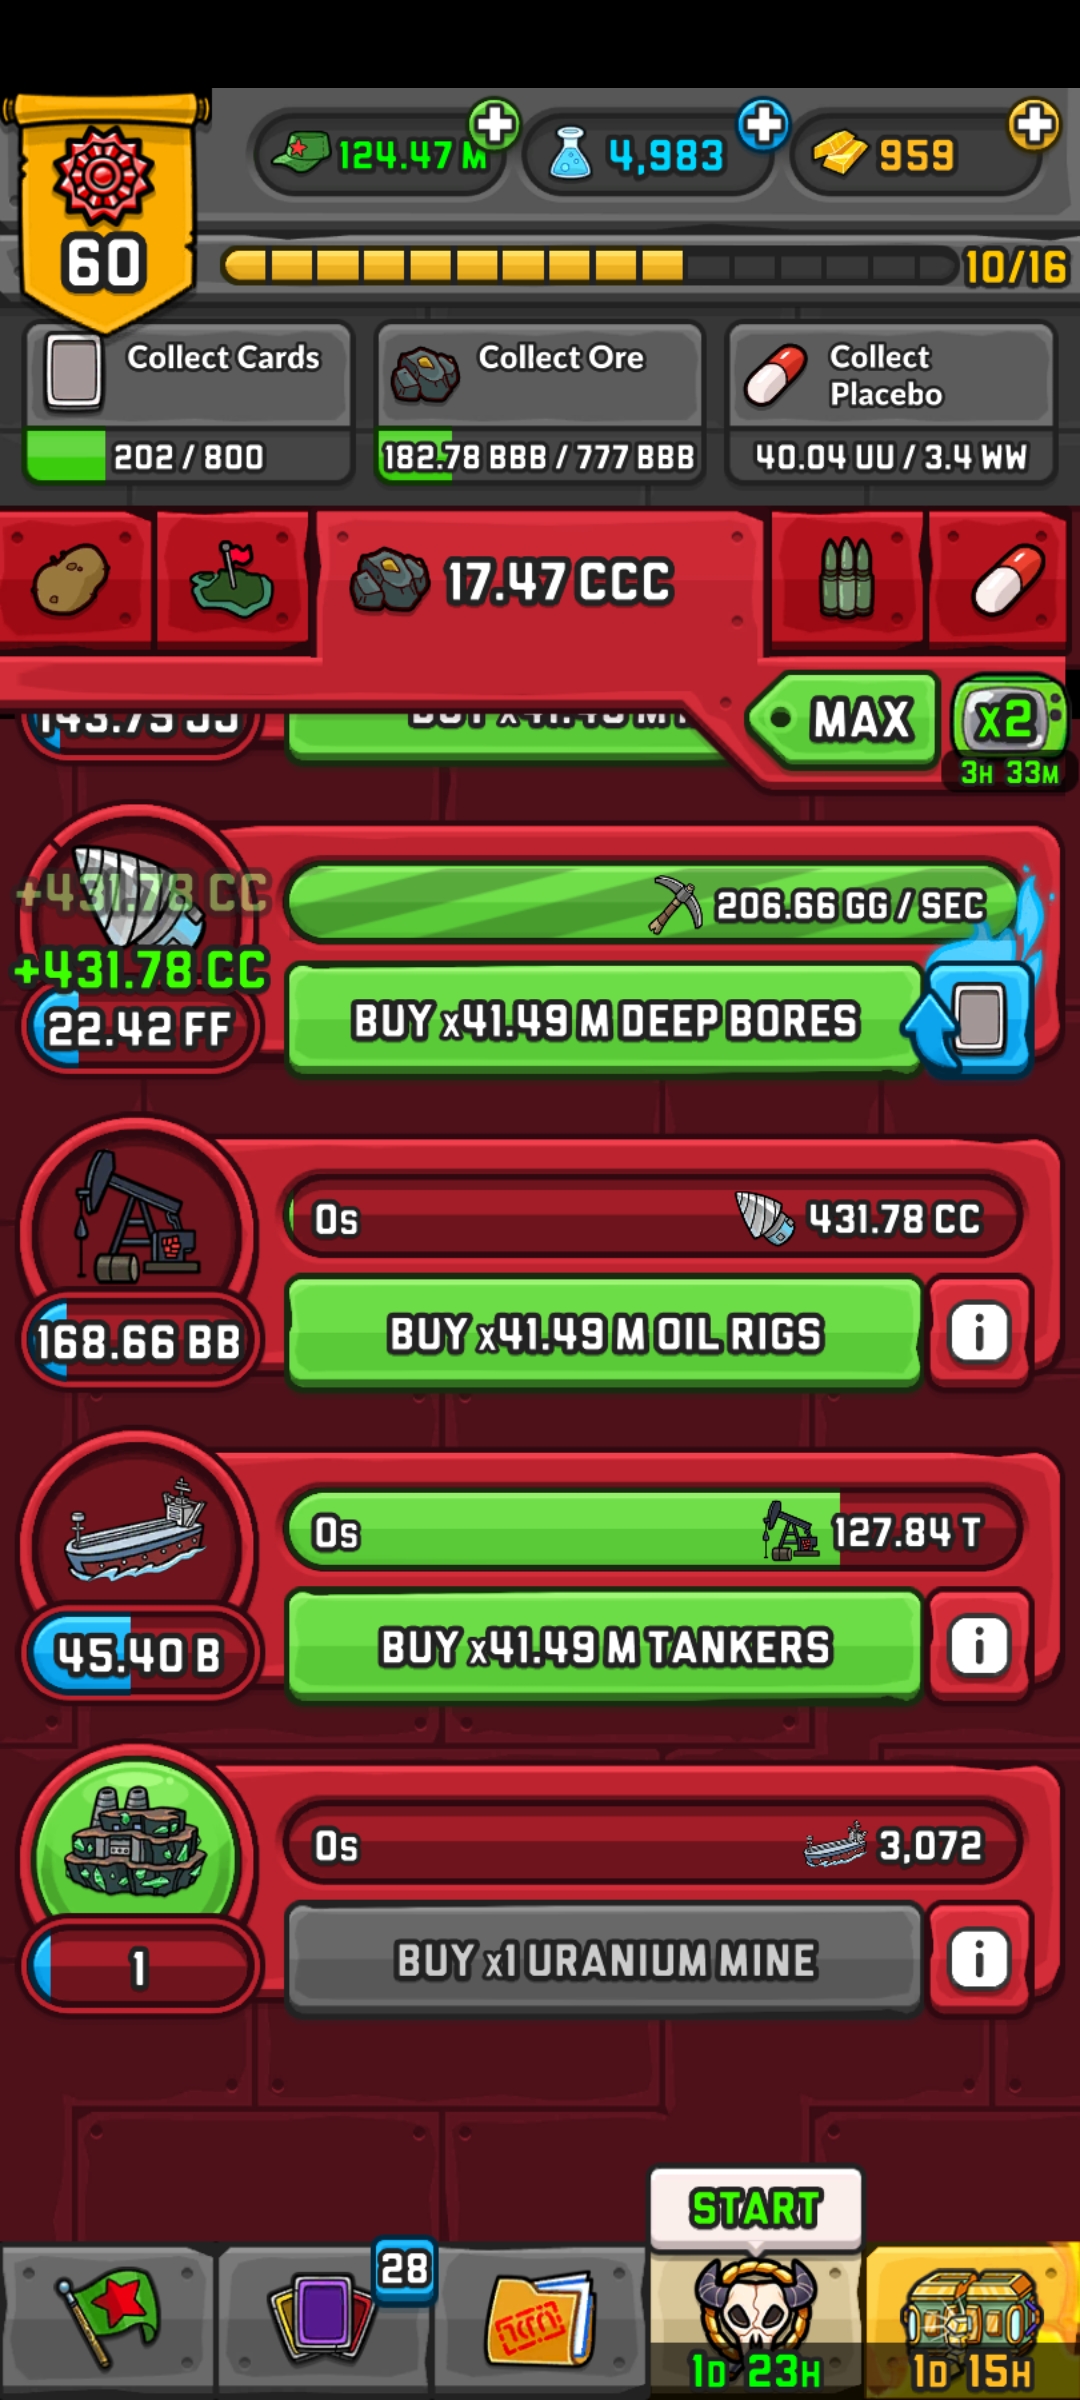 124.47 M
4,983
959
60
10/16
Collect Cards
202 / 800
Collect Ore
182.78 BBB / 777 BBB
Collect
Placebo
40.04 UU / 3.4 WW
17.47 CCC
MAX
x2
3H 33M
+431.78 CC
206.66 GG / SEC
+431.78 CC
22.42 FF
BUY x41.49 M DEEP BORES
0s
431.78 CC
168.66 BB
BUY x41.49 M OIL RIGS
0s
127.84 T
45.40 B
BUY x41.49 M TANKERS
0s
3,072
1
BUY x1 URANIUM MINE
START
28
1D 23H
1D 15H